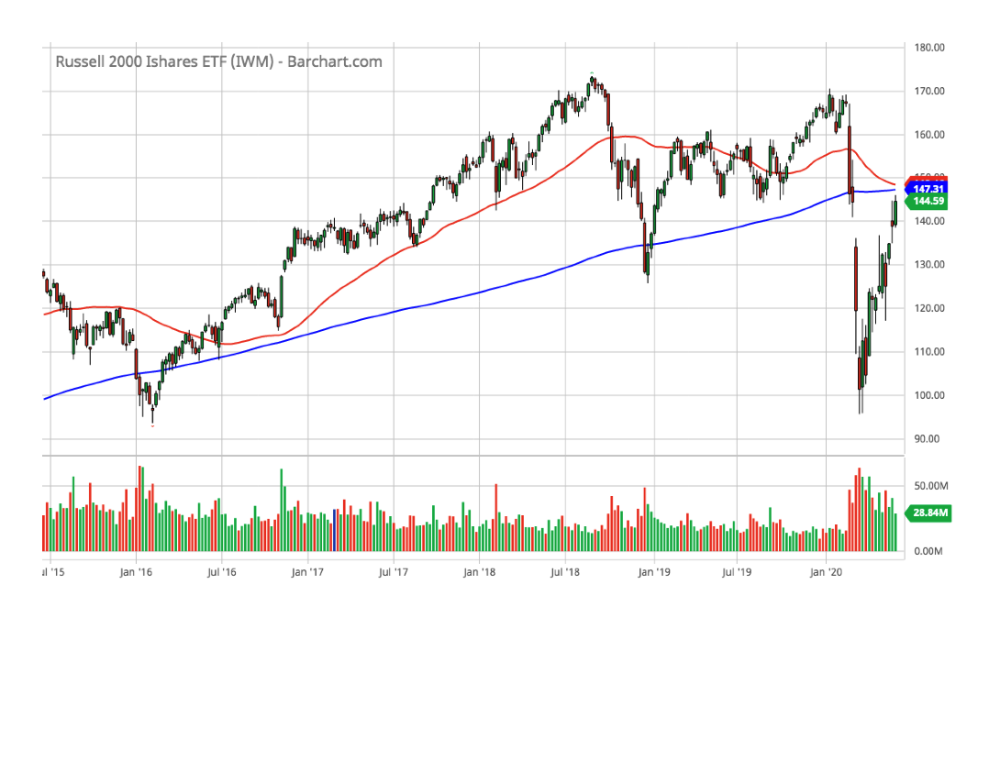 Russell 2000 Ishares ETF (IWM) - Barchart.com
180.00
170.00
160.00
147.31
144.59
140.00
130.00
120.00
110.00
100.00
90.00
50.00M
28.84M
0.00M
ul '15
Jan '16
Jul '16
Jan '17
Jul '17
Jan '18
Jul '18
Jan '19
Jul '19
Jan '20